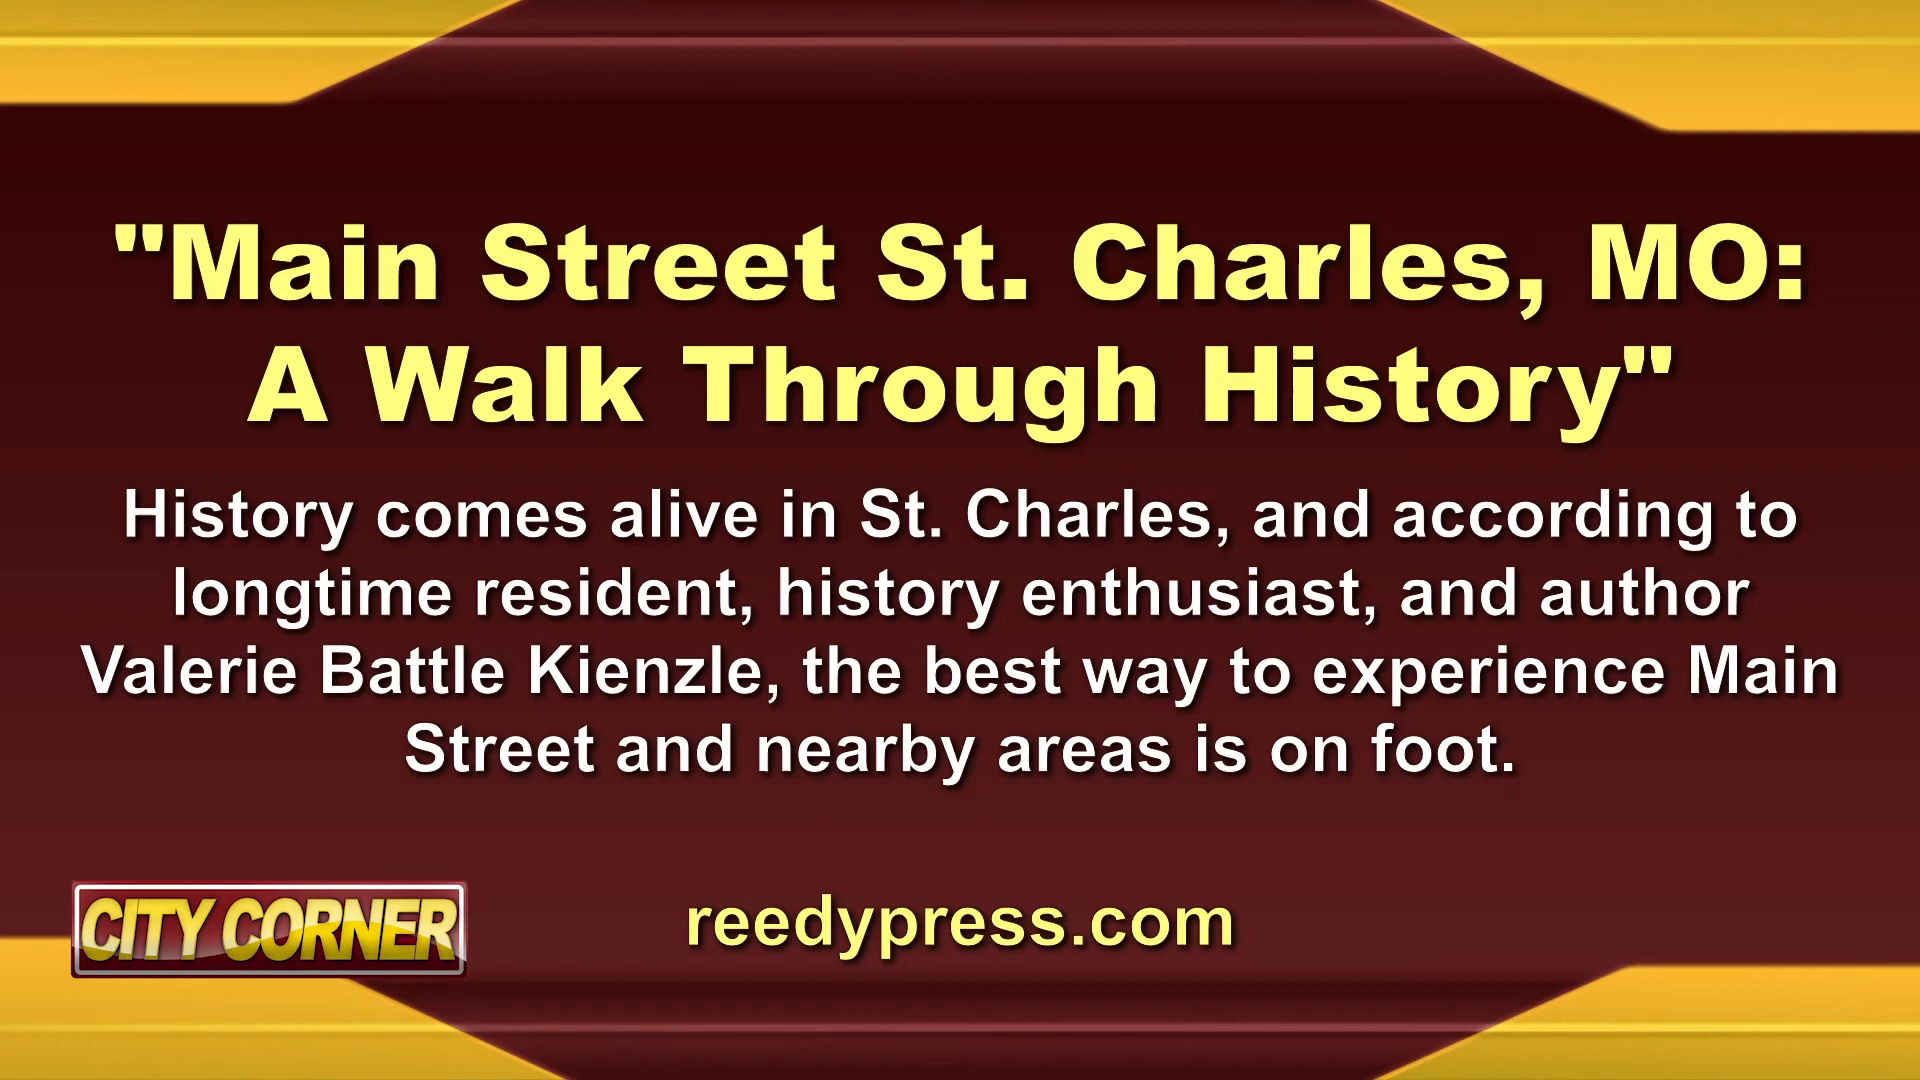 "Main Street St. Charles, MO:
A Walk Through History"
History comes alive in St. Charles, and according to
longtime resident, history enthusiast, and author
Valerie Battle Kienzle, the best way to experience Main
Street and nearby areas is on foot.
CITY CORNER
reedypress.com